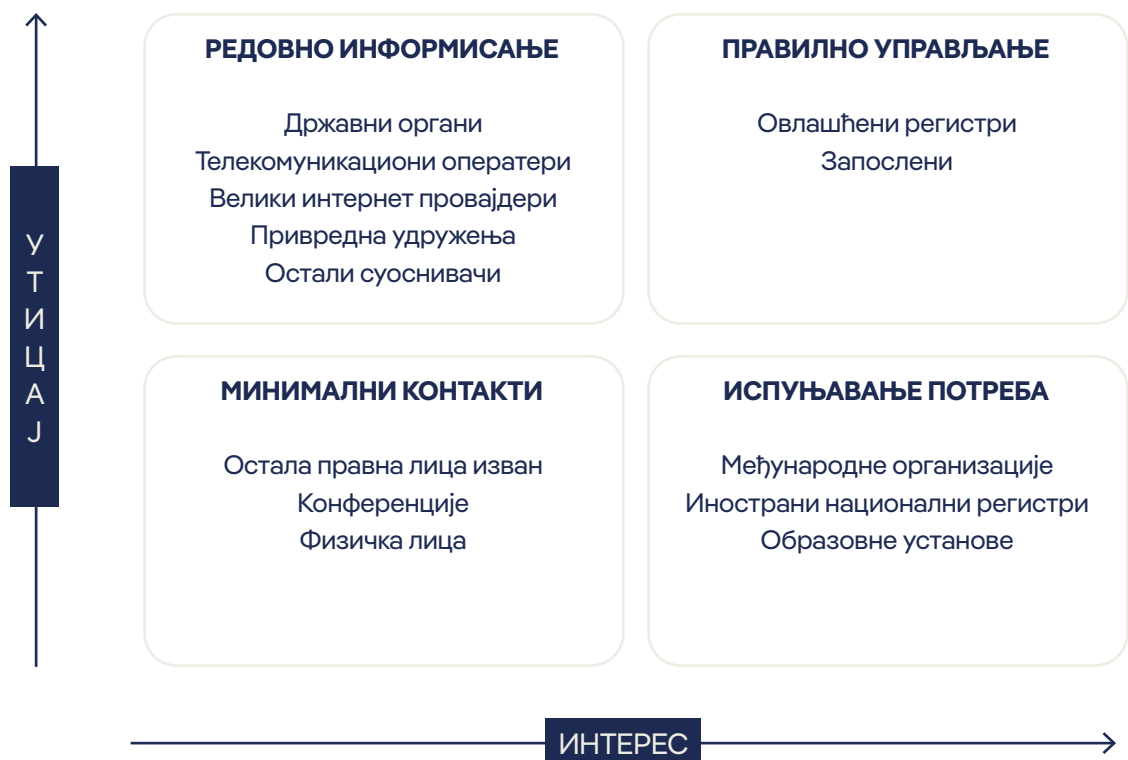 РЕДОВНО ИНФОРМИСАЊЕ
Државни органи
Телекомуникациони оператери
Велики интернет провајдери
Привредна удружења
Остали суоснивачи
ПРАВИЛНО УПРАВЉАЊЕ
Овлашћени регистри
Запослени
УТИЦАЈ
МИНИМАЛНИ КОНТАКТИ
Остала правна лица изван
Конференције
Физичка лица
ИСПУЊАВАЊЕ ПОТРЕБА
Међународне организације
Инострани национални регистри
Образовне установе
ИНТЕРЕС